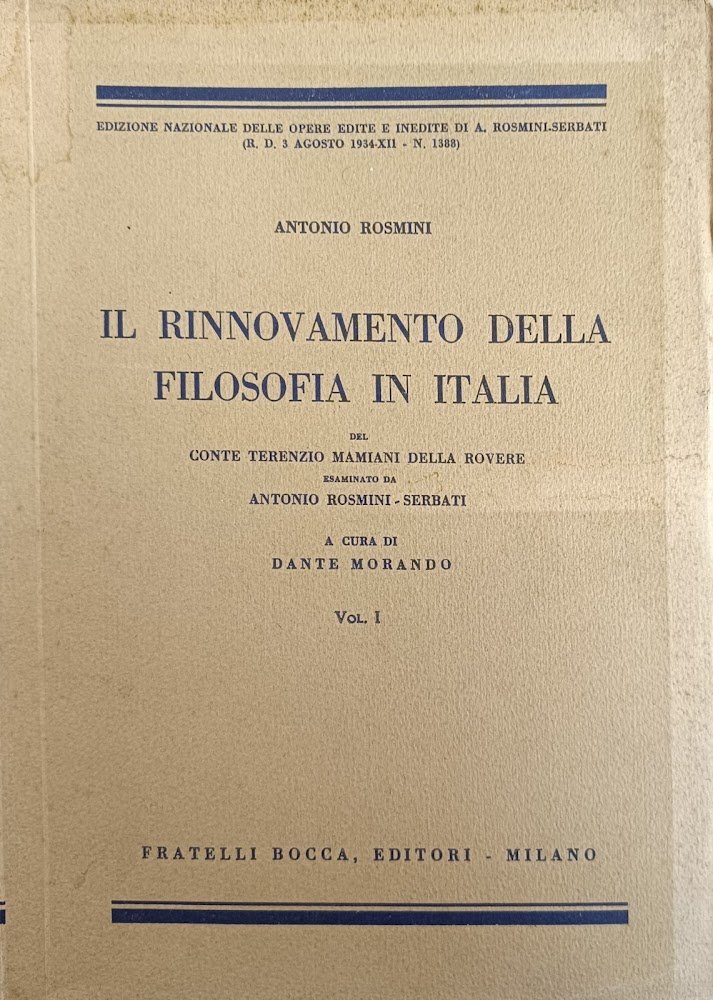 EDIZIONE NAZIONALE DELLE OPERE EDITE E INEDITE DI A. ROSMINI-SERBATI
(R. D. 3 AGOSTO 1934-XII - N. 1388)
ANTONIO ROSMINI
IL RINNOVAMENTO DELLA
FILOSOFIA IN ITALIA
DEL
CONTE TERENZIO MAMIANI DELLA ROVERE
ESAMINATO DA
ANTONIO ROSMINI-SERBATI
A CURA DI
DANTE MORANDO
VOL. I
FRATELLI BOCCA, EDITORI - MILANO